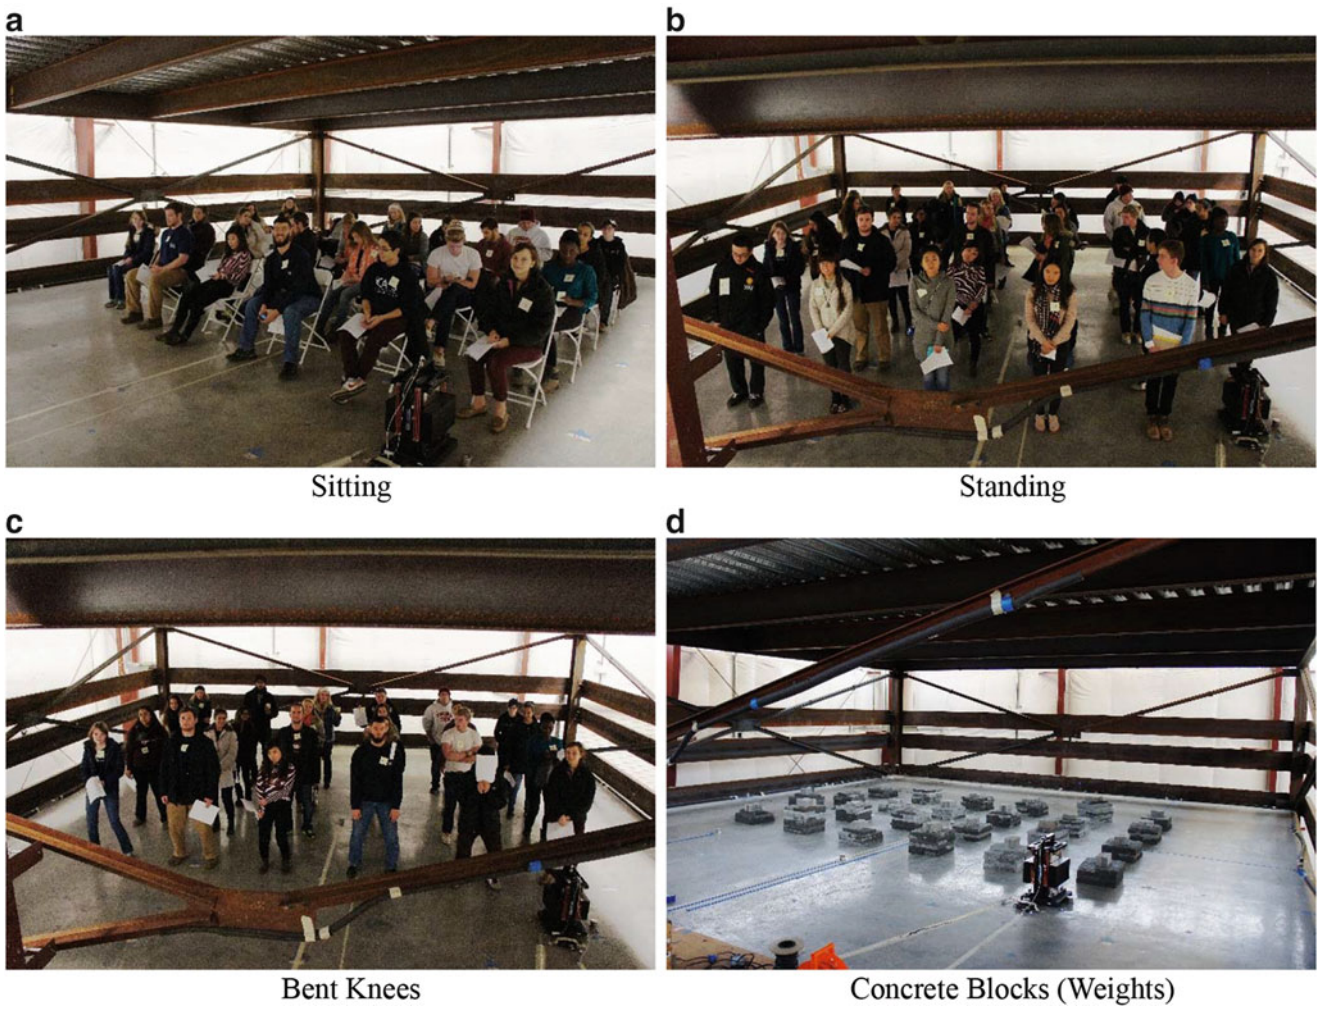 a
b
Sitting
Standing
c
d
Bent Knees
Concrete Blocks (Weights)